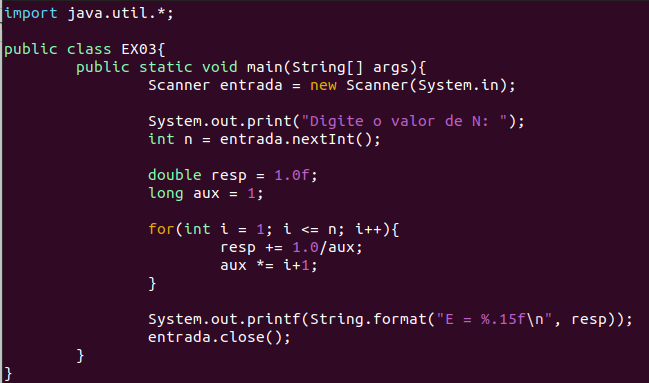 import java.util.*;

public class EX03{
        public static void main(String[] args){
                Scanner entrada = new Scanner(System.in);

                System.out.print("Digite o valor de N: ");
                int n = entrada.nextInt();

                double resp = 1.0f;
                long aux = 1;

                for(int i = 1; i <= n; i++){
                        resp += 1.0/aux;
                        aux *= i+1;
                }

                System.out.printf(String.format("E = %.15f\n", resp));
                entrada.close();
        }
}